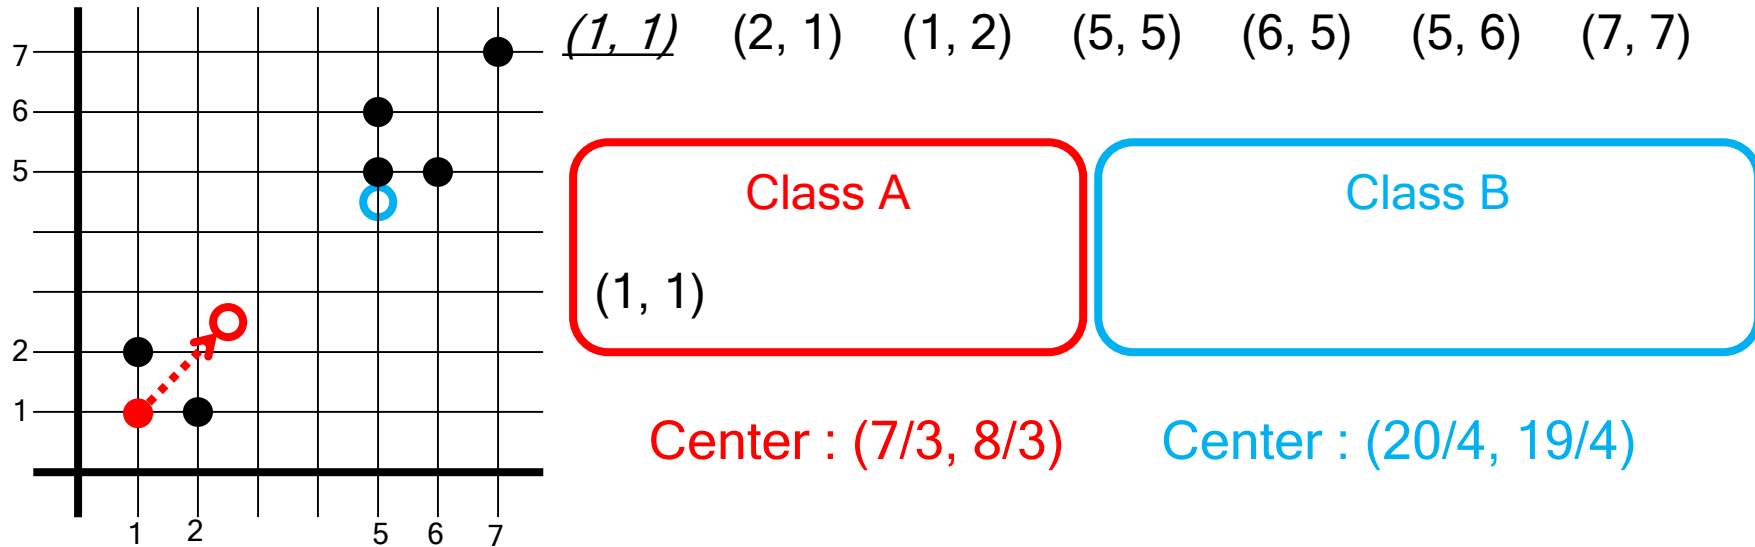 (1, 1) (2, 1) (1, 2) (5, 5) (6, 5) (5, 6) (7, 7)
7
6
5
2
1
1 2 5 6 7
Class A
(1, 1)
Class B
Center : (7/3, 8/3)
Center : (20/4, 19/4)